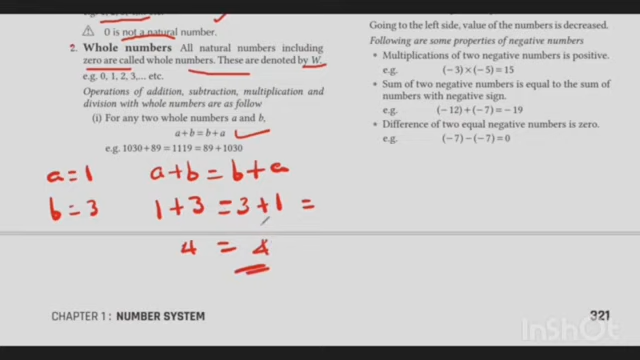 0 is not a natural number.
2. Whole numbers All natural numbers including
zero are called whole numbers. These are denoted by W.
e.g. 0, 1, 2, 3,... etc.
Operations of addition, subtraction, multiplication and
division with whole numbers are as follow
(i) For any two whole numbers a and b,
a+b=b+a
e.g. 1030+89=1119=89+1030
a=1 a+b=b+a
b=3 1+3=3+1=
4 = 4
CHAPTER 1: NUMBER SYSTEM
Going to the left side, value of the numbers is decreased.
Following are some properties of negative numbers
• Multiplications of two negative numbers is positive.
e.g. (−3)×(−5)=15
• Sum of two negative numbers is equal to the sum
of numbers with negative sign.
e.g. (−12)+(−7)=−19
• Difference of two equal negative numbers is zero.
e.g. (−7)−(−7)=0
321
InShOt